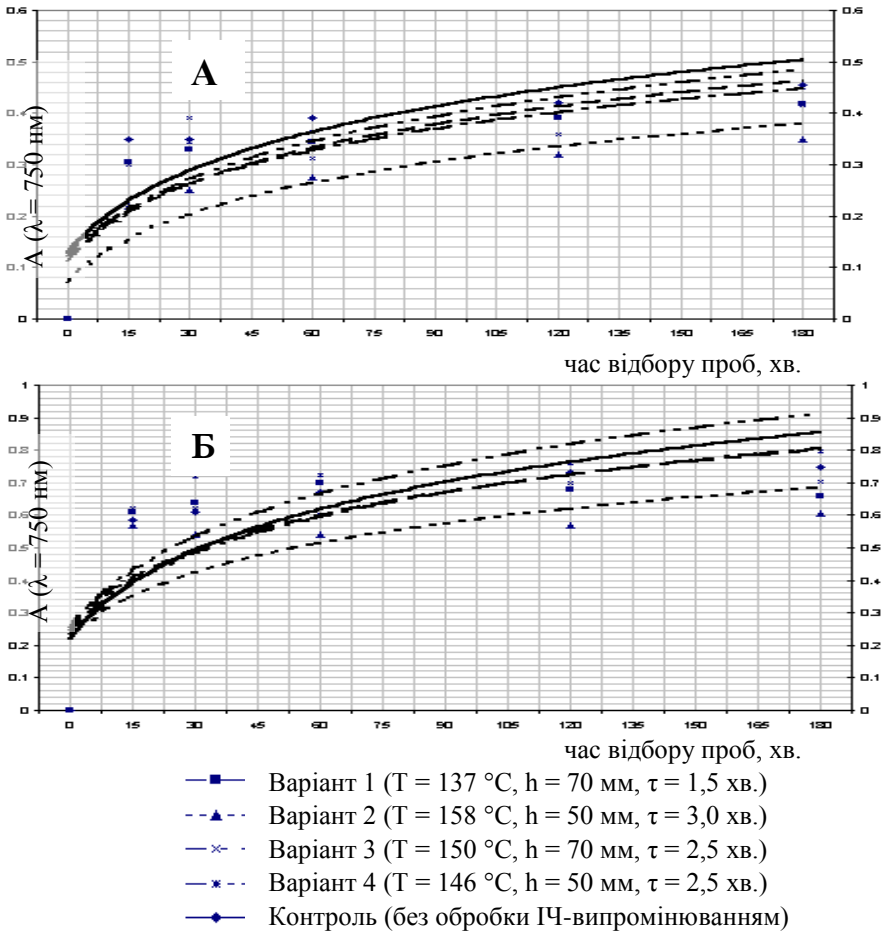 0.6 0.6
А
0.5 0.5
0.4 0.4
0.3 0.3
0.2 0.2
0.1 0.1
0 0
А (λ = 750 нм)
0 15 30 45 60 75 90 105 120 135 150 165 180
час відбору проб, хв.
1 1
0.9 0.9
Б
0.8 0.8
0.7 0.7
0.6 0.6
0.5 0.5
0.4 0.4
0.3 0.3
0.2 0.2
0.1 0.1
0 0
А (λ = 750 нм)
0 15 30 45 60 75 90 105 120 135 150 165 180
час відбору проб, хв.
Варіант 1 (Т = 137 °С, h = 70 мм, τ = 1,5 хв.)
Варіант 2 (Т = 158 °С, h = 50 мм, τ = 3,0 хв.)
Варіант 3 (Т = 150 °С, h = 70 мм, τ = 2,5 хв.)
Варіант 4 (Т = 146 °С, h = 50 мм, τ = 2,5 хв.)
Контроль (без обробки ІЧ-випромінюванням)